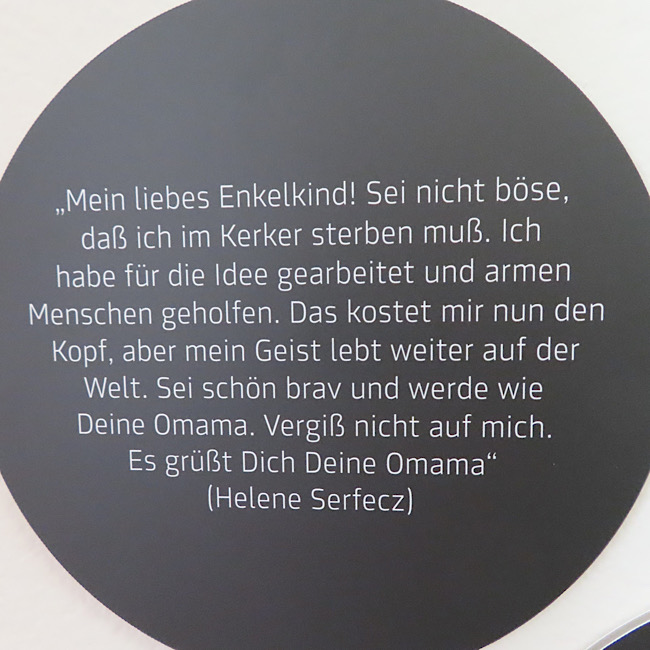 „Mein liebes Enkelkind! Sei nicht böse,
daß ich im Kerker sterben muß. Ich
habe für die Idee gearbeitet und armen
Menschen geholfen. Das kostet mir nun den
Kopf, aber mein Geist lebt weiter auf der
Welt. Sei schön brav und werde wie
Deine Omama. Vergiß nicht auf mich.
Es grüßt Dich Deine Omama“
(Helene Serfecz)